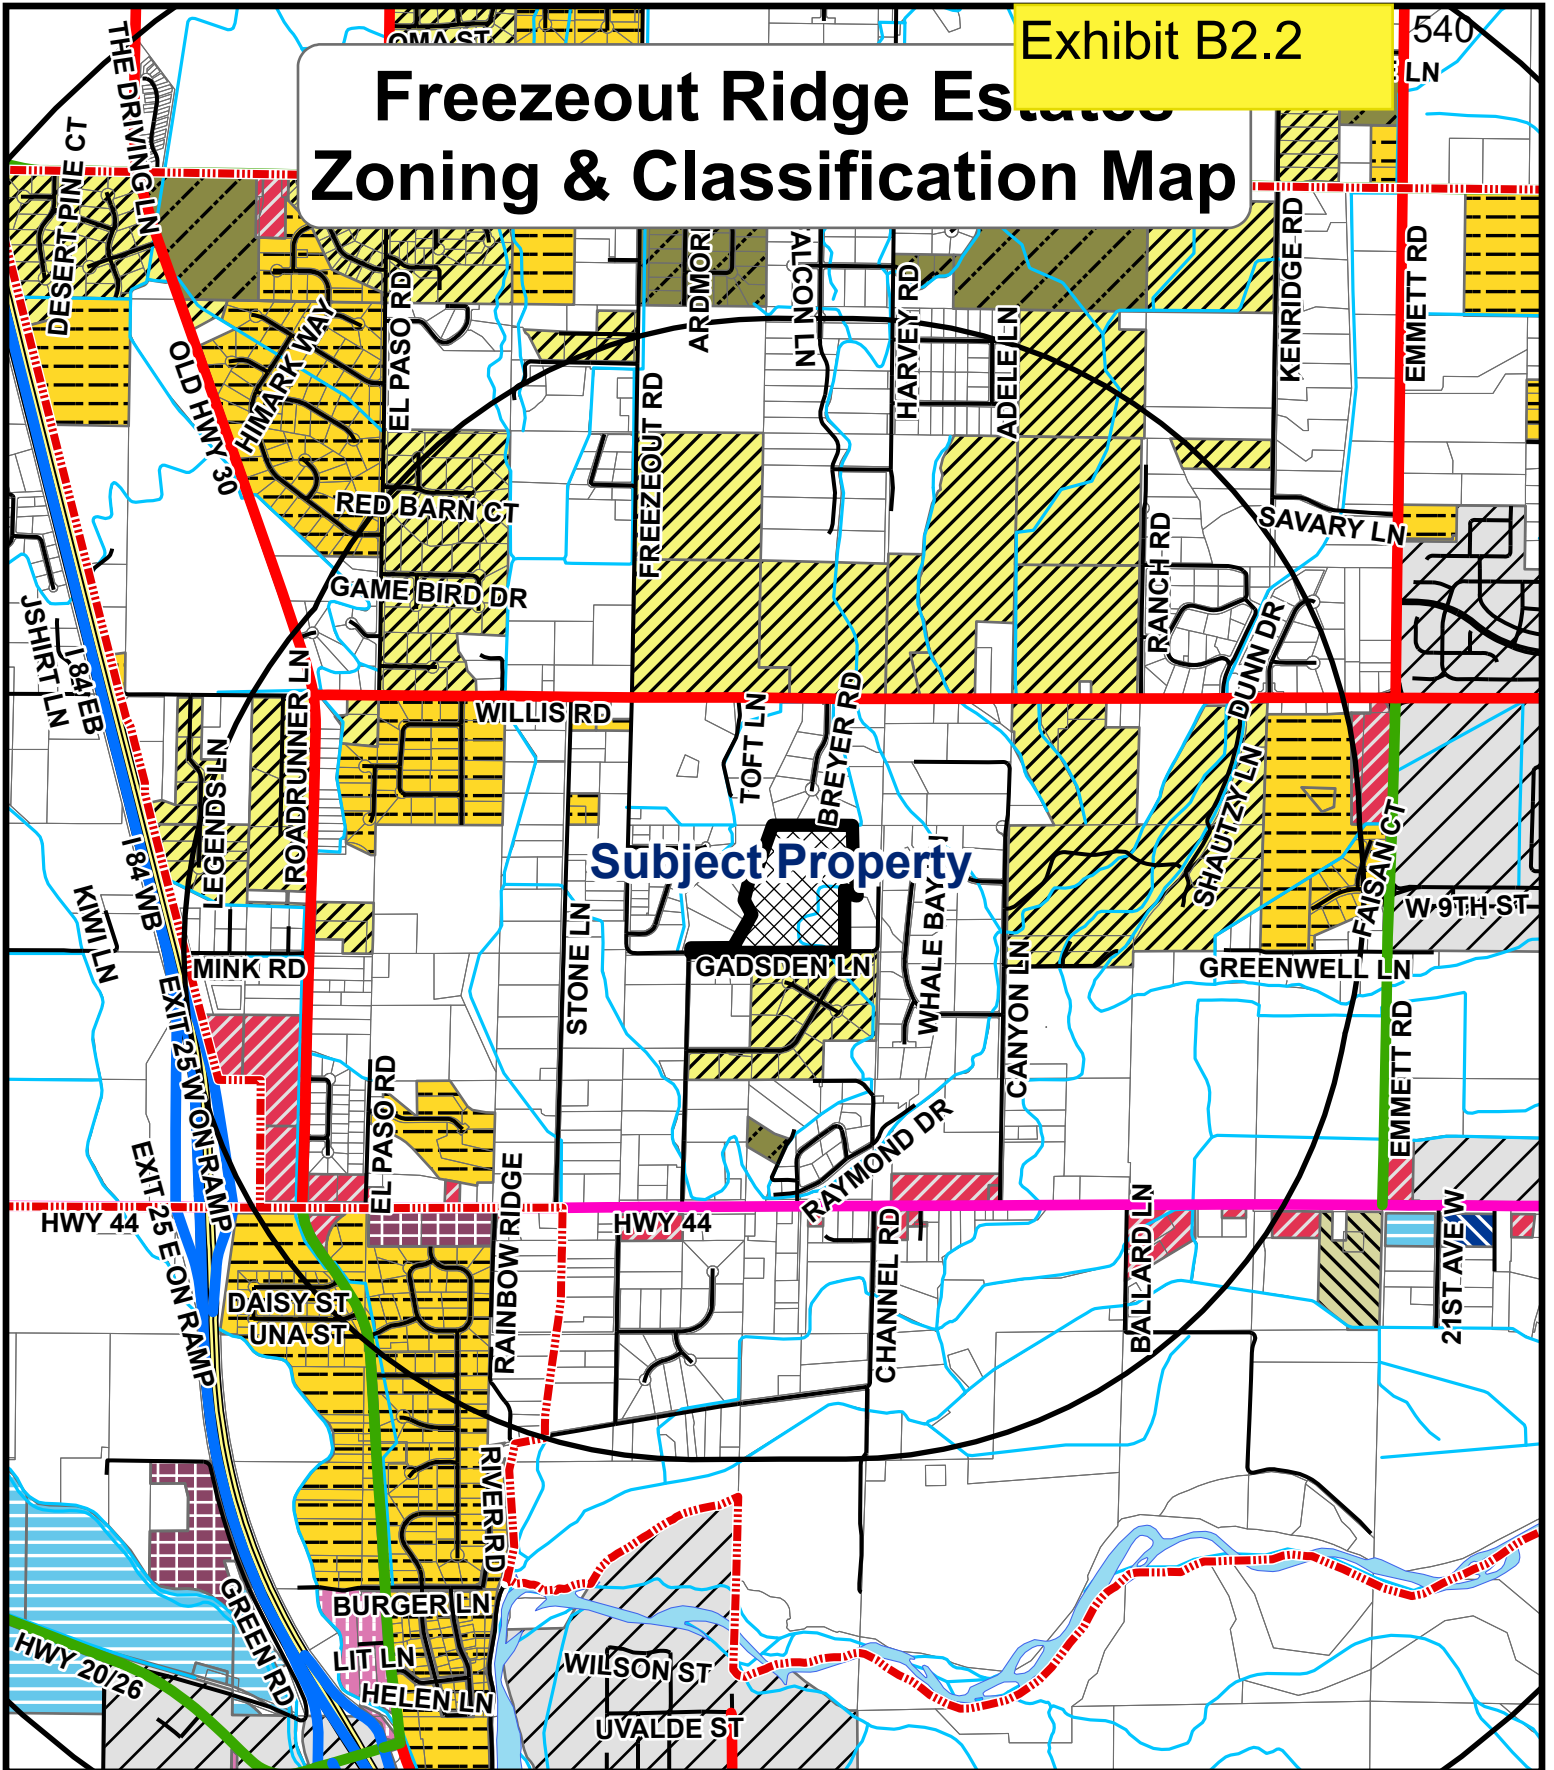 Exhibit B2.2
540
LN
OMA ST
Freezeout Ridge Estates
Zoning & Classification Map
THE DRIVING LN
DESERT PINE CT
ARDMOR
ALCON LN
HARVEY RD
ADELE LN
KENRIDGE RD
EMMETT RD
OLD HWY 30
HIMARK WAY
EL PASO RD
FREEZEOUT RD
RED BARN CT
GAME BIRD DR
SAVARY LN
RANCH RD
DUNN DR
JSHIRT LN
I 84 EB
ROADRUNNER LN
LEGENDS LN
WILLIS RD
TOFT LN
BREYER RD
SHAUTZY LN
FAISAN CT
I 84 WB
KIWI LN
Subject Property
W 9TH ST
STONE LN
MINK RD
GADSDEN LN
WHALE BAY LN
CANYON LN
GREENWELL LN
EXIT 25 W ON RAMP
EL PASO RD
EMMETT RD
RAYMOND DR
EXIT 25 E ON RAMP
HWY 44
HWY 44
RAINBOW RIDGE
CHANNEL RD
BALLARD LN
21ST AVE W
DAISY ST
UNA ST
RIVER RD
BURGER LN
GREEN RD
LIT LN
HELEN LN
HWY 20/26
WILSON ST
UVALDE ST